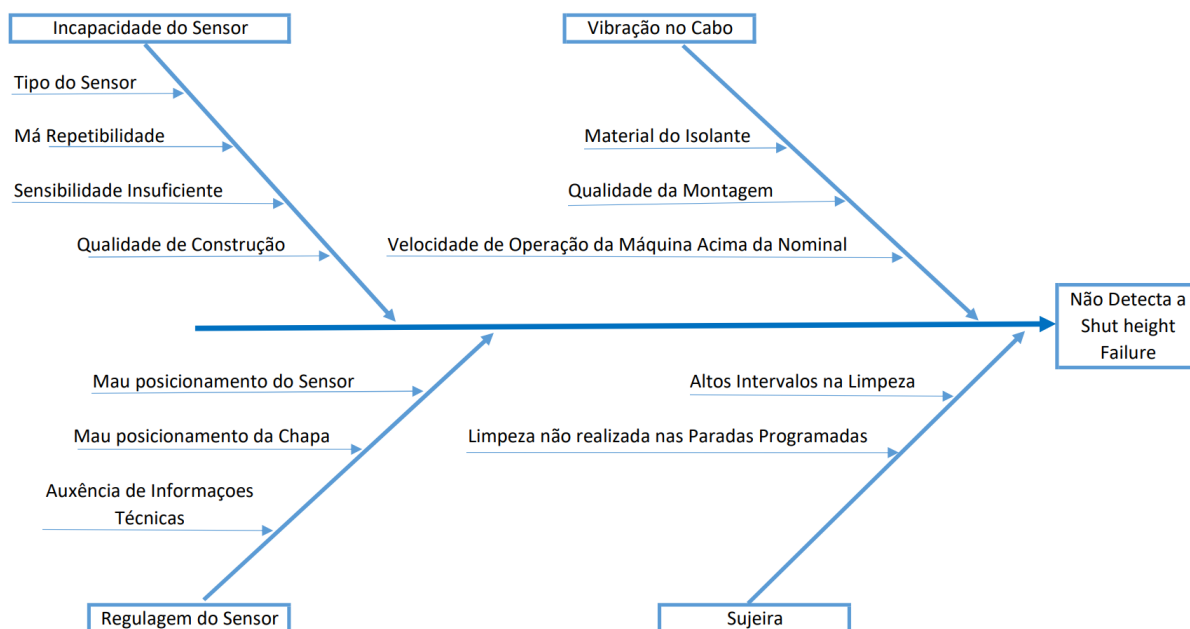 Incapacidade do Sensor
Tipo do Sensor
Má Repetibilidade
Sensibilidade Insuficiente
Qualidade de Construção
Vibração no Cabo
Material do Isolante
Qualidade da Montagem
Velocidade de Operação da Máquina Acima da Nominal
Não Detecta a
Shut height
Failure
Mau posicionamento do Sensor
Mau posicionamento da Chapa
Auxência de Informaçoes
Técnicas
Regulagem do Sensor
Altos Intervalos na Limpeza
Limpeza não realizada nas Paradas Programadas
Sujeira